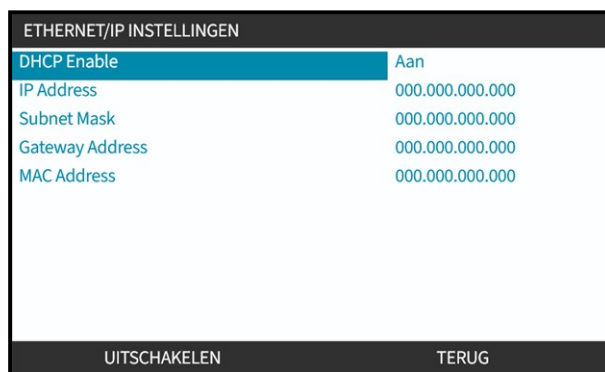 ETHERNET/IP INSTELLINGEN
DHCP Enable Aan
IP Address 000.000.000.000
Subnet Mask 000.000.000.000
Gateway Address 000.000.000.000
MAC Address 000.000.000.000
UITSCHAKELEN TERUG